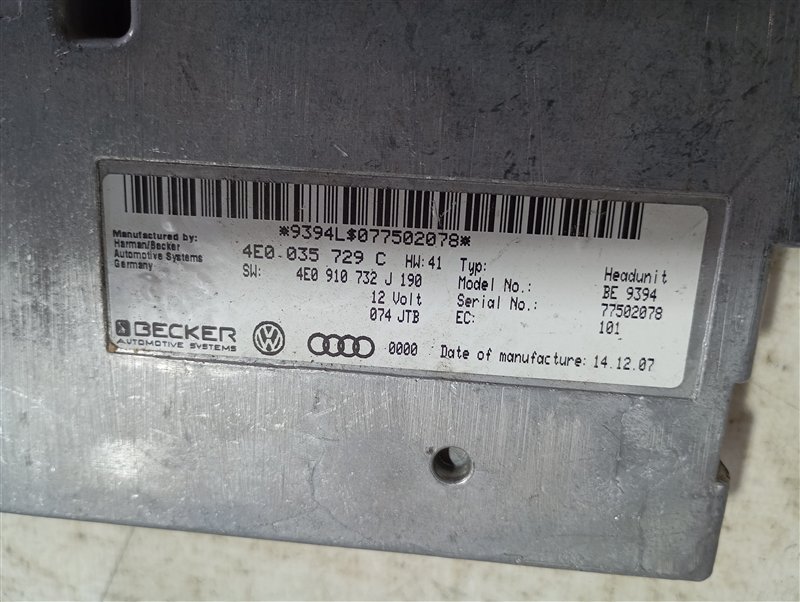 *9394L$077502078*
Manufactured by:
Harman/Becker
Automotive Systems
Germany
4E0 035 729 C HW: 41
SW: 4E0 910 732 J 190
12 Volt
074 JTB
Typ: Headunit
Model No.: BE 9394
Serial No.: 77502078
EC: 101
BECKER
AUTOMOTIVE SYSTEMS
VW
0000 Date of manufacture: 14.12.07